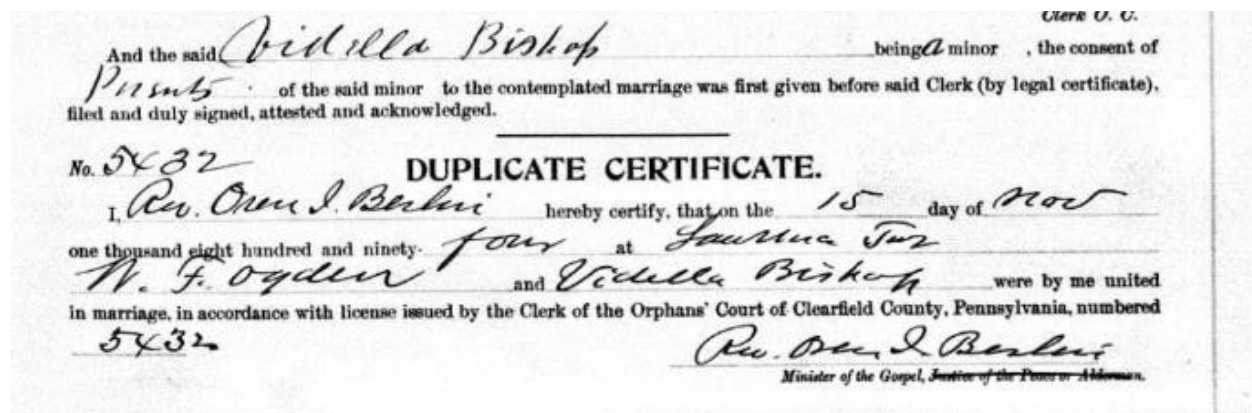 Clerk O. C.
And the said Vidella Bishop being a minor , the consent of
Parents of the said minor to the contemplated marriage was first given before said Clerk (by legal certificate),
filed and duly signed, attested and acknowledged.
No. 5432 DUPLICATE CERTIFICATE.
I, Rev. Oren I. hereby certify, that on the 15 day of Nov
one thousand eight hundred and ninety- four at Lawrence
W. F. Ogden and Vidella Bishop were by me united
in marriage, in accordance with license issued by the Clerk of the Orphans' Court of Clearfield County, Pennsylvania, numbered
5432 Rev. Oren I.
Minister of the Gospel, Justice of the Peace or Alderman.